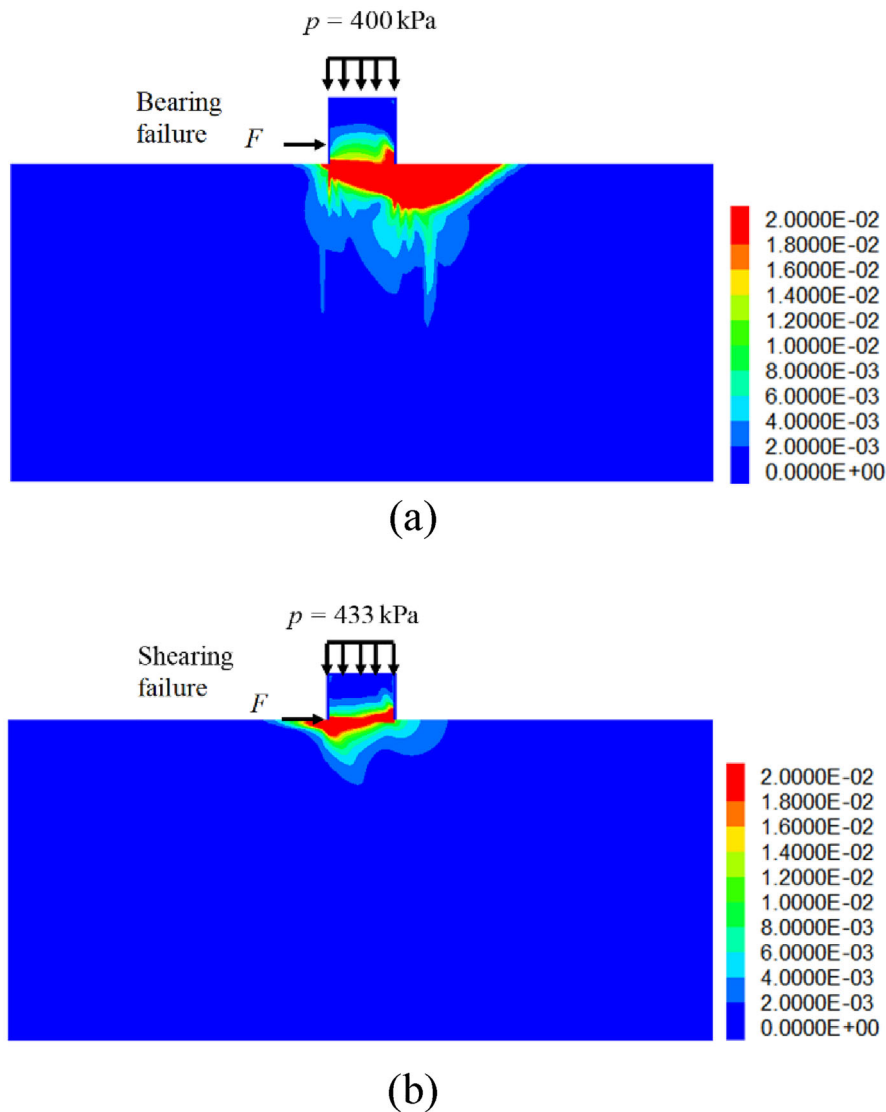 p = 400 kPa
Bearing
failure
F
2.0000E-02
1.8000E-02
1.6000E-02
1.4000E-02
1.2000E-02
1.0000E-02
8.0000E-03
6.0000E-03
4.0000E-03
2.0000E-03
0.0000E+00
(a)
p = 433 kPa
Shearing
failure
F
2.0000E-02
1.8000E-02
1.6000E-02
1.4000E-02
1.2000E-02
1.0000E-02
8.0000E-03
6.0000E-03
4.0000E-03
2.0000E-03
0.0000E+00
(b)